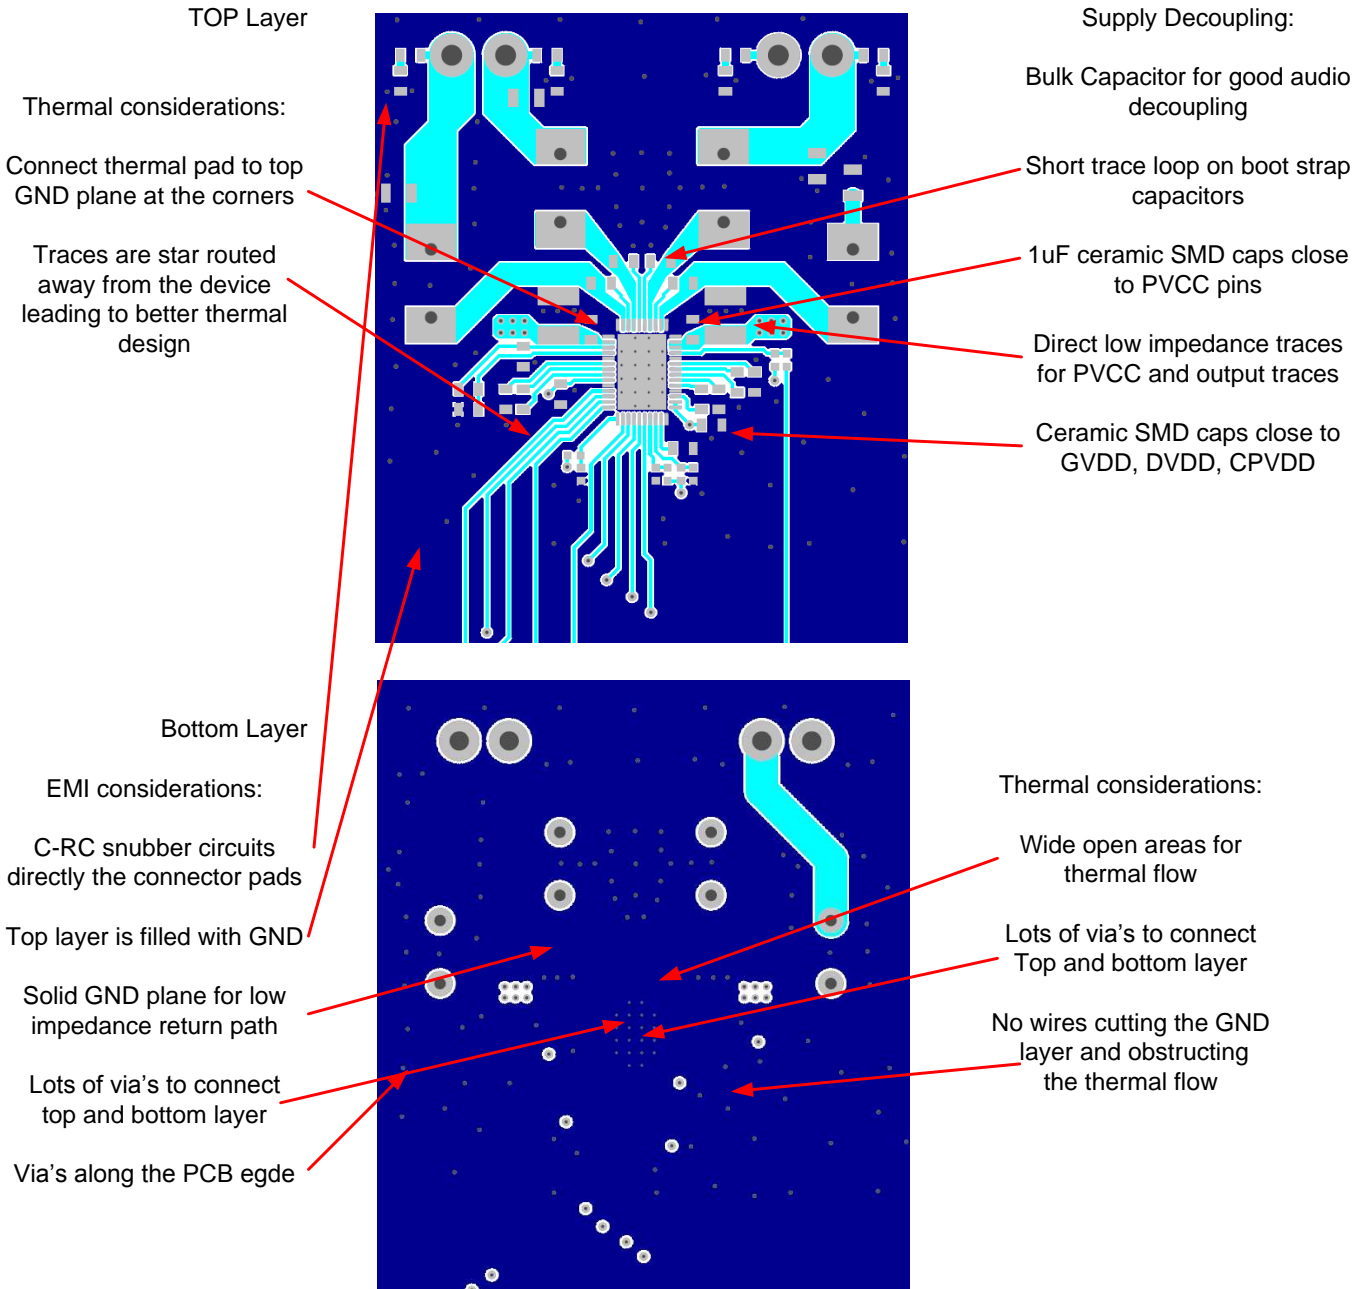 TOP Layer
Thermal considerations:
Connect thermal pad to top
GND plane at the corners
Traces are star routed
away from the device
leading to better thermal
design
Supply Decoupling:
Bulk Capacitor for good audio
decoupling
Short trace loop on boot strap
capacitors
1uF ceramic SMD caps close
to PVCC pins
Direct low impedance traces
for PVCC and output traces
Ceramic SMD caps close to
GVDD, DVDD, CPVDD
Bottom Layer
EMI considerations:
C-RC snubber circuits
directly the connector pads
Top layer is filled with GND
Solid GND plane for low
impedance return path
Lots of via's to connect
top and bottom layer
Via's along the PCB egde
Thermal considerations:
Wide open areas for
thermal flow
Lots of via's to connect
Top and bottom layer
No wires cutting the GND
layer and obstructing
the thermal flow